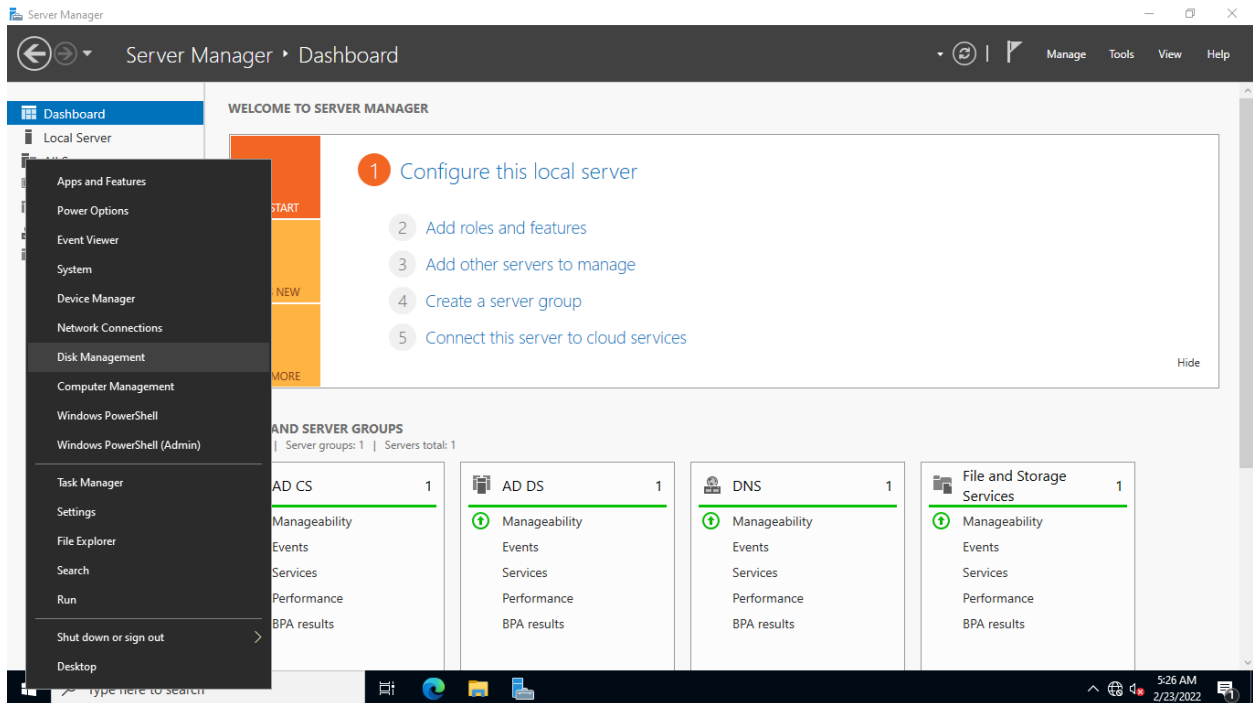 Server Manager
Server Manager ‣ Dashboard
Manage Tools View Help
Dashboard
Local Server
WELCOME TO SERVER MANAGER
START
NEW
MORE
1 Configure this local server
2 Add roles and features
3 Add other servers to manage
4 Create a server group
5 Connect this server to cloud services
Hide
Apps and Features
Power Options
Event Viewer
System
Device Manager
Network Connections
Disk Management
Computer Management
Windows PowerShell
Windows PowerShell (Admin)
Task Manager
Settings
File Explorer
Search
Run
Shut down or sign out
Desktop
AND SERVER GROUPS
| Server groups: 1 | Servers total: 1
AD CS 1
Manageability
Events
Services
Performance
BPA results
AD DS 1
Manageability
Events
Services
Performance
BPA results
DNS 1
Manageability
Events
Services
Performance
BPA results
File and Storage
Services 1
Manageability
Events
Services
Performance
BPA results
Type here to search
5:26 AM
2/23/2022
1